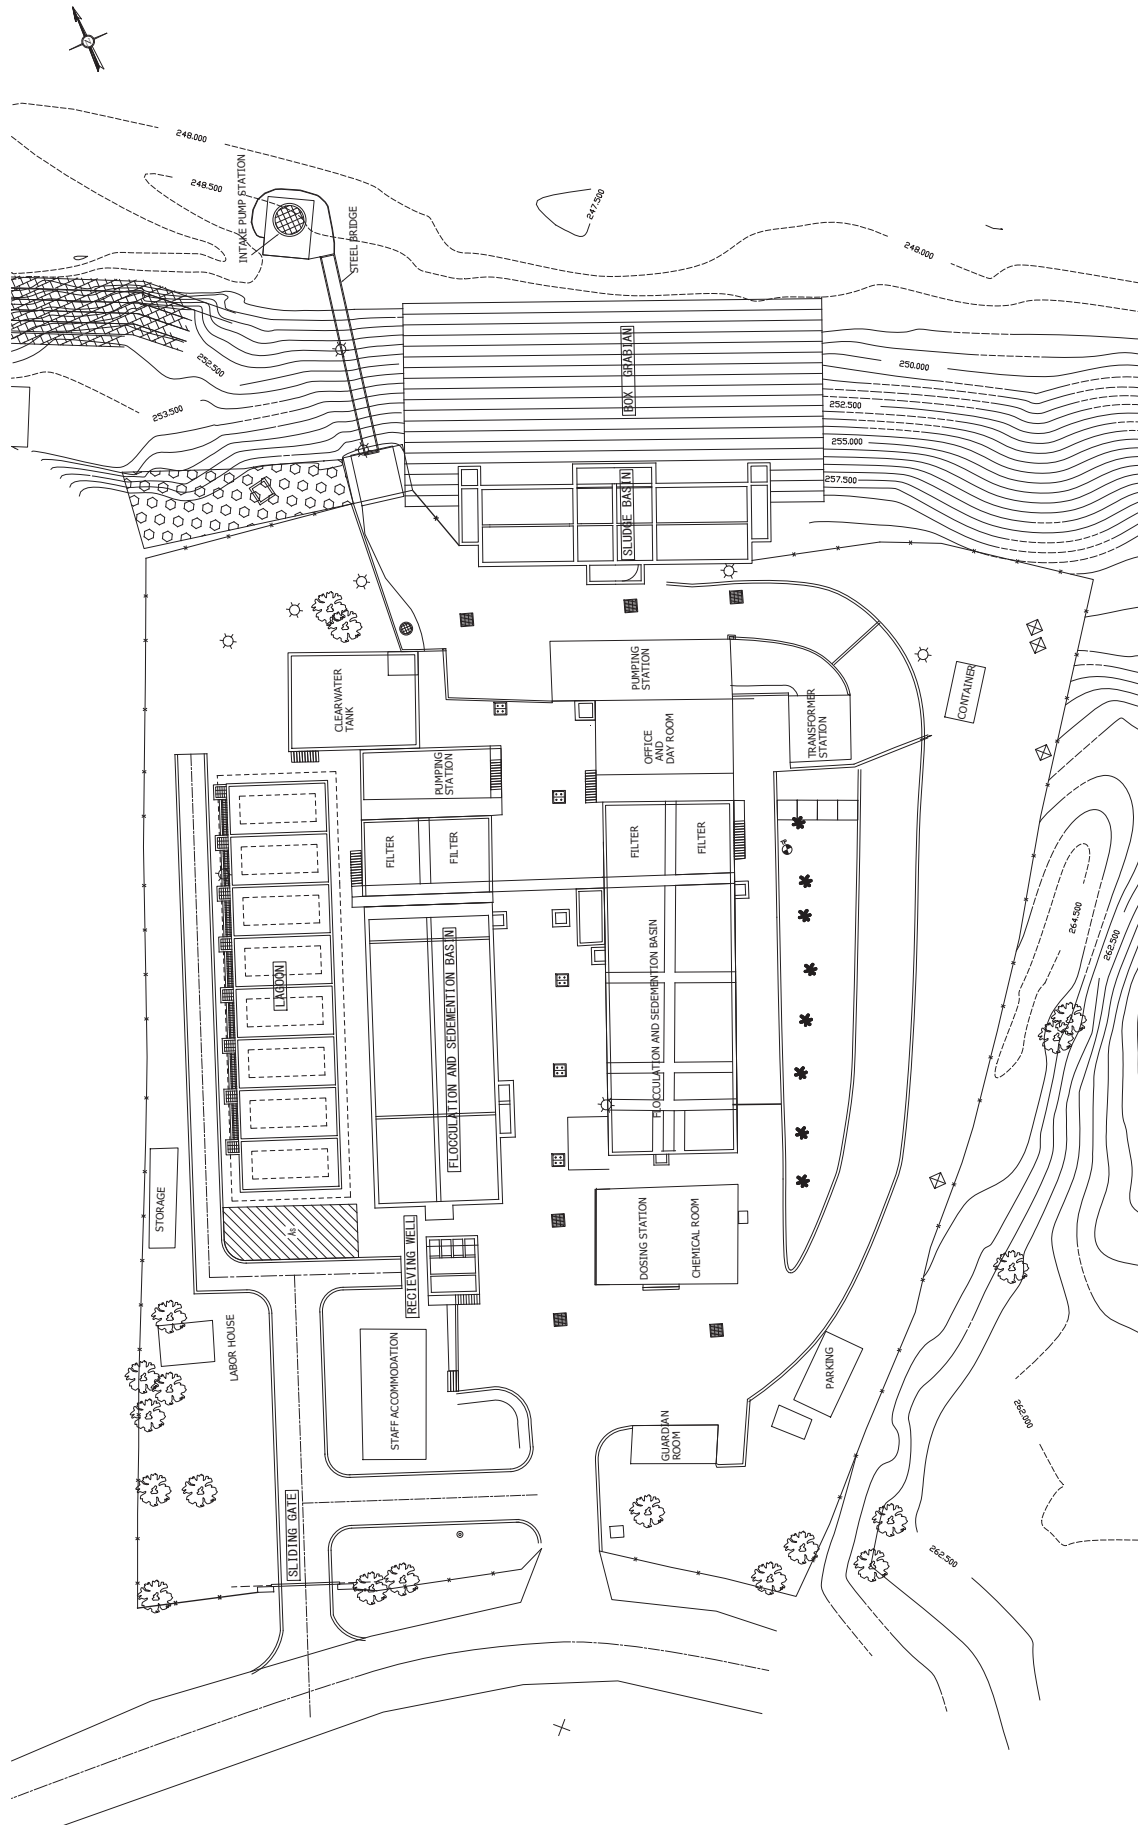 N
248.000
248.500
INTAKE PUMP STATION
STEEL BRIDGE
247.500
248.000
252.500
253.500
BOX GRABIAN
250.000
252.500
255.000
257.500
SLUDGE BASIN
CLEARWATER
TANK
PUMPING
STATION
OFFICE
AND
DAY ROOM
TRANSFORMER
STATION
CONTAINER
PUMPING
STATION
FILTER
FILTER
FILTER
FILTER
264.500
262.500
LAGOON
FLOCCULATION AND SEDEMENTION BASIN
FLOCCULATION AND SEDEMENTION BASIN
STORAGE
RECIEVING WELL
DOSING STATION
CHEMICAL ROOM
LABOR HOUSE
STAFF ACCOMMODATION
PARKING
GUARDIAN
ROOM
262.000
SLIDING GATE
262.500